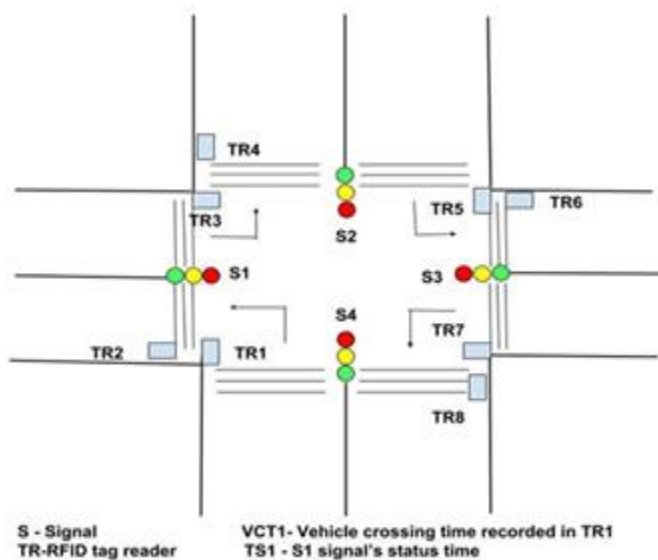 TR4
TR3
S2
TR5
TR6
S1
S3
S4
TR2
TR1
TR7
TR8
S - Signal
VCT1- Vehicle crossing time recorded in TR1
TR-RFID tag reader
TS1 - S1 signal's status time